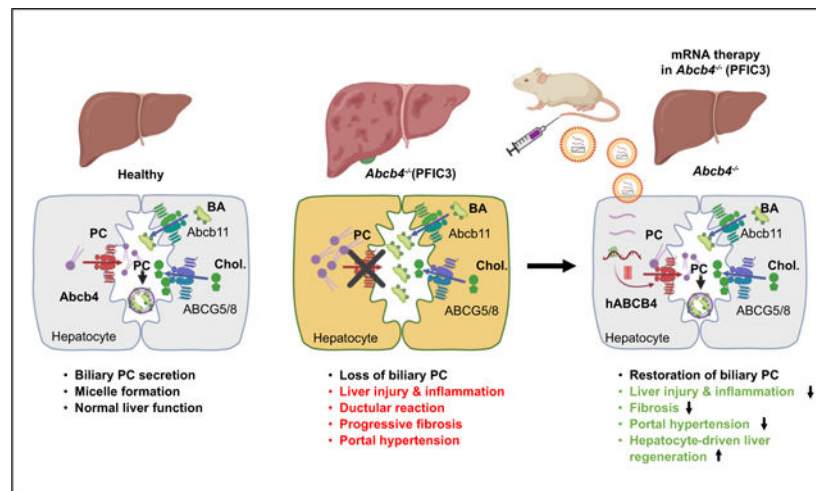 Healthy
PC
BA
Abcb11
PC
Chol.
Abcb4
ABCG5/8
Hepatocyte
• Biliary PC secretion
• Micelle formation
• Normal liver function
Abcb4-/-(PFIC3)
PC
BA
Abcb11
Chol.
ABCG5/8
Hepatocyte
• Loss of biliary PC
• Liver injury & inflammation
• Ductular reaction
• Progressive fibrosis
• Portal hypertension
mRNA therapy
in Abcb4-/- (PFIC3)
Abcb4-/-
PC
BA
Abcb11
PC
Chol.
hABCB4
ABCG5/8
Hepatocyte
• Restoration of biliary PC
• Liver injury & inflammation ↓
• Fibrosis ↓
• Portal hypertension ↓
• Hepatocyte-driven liver
regeneration ↑